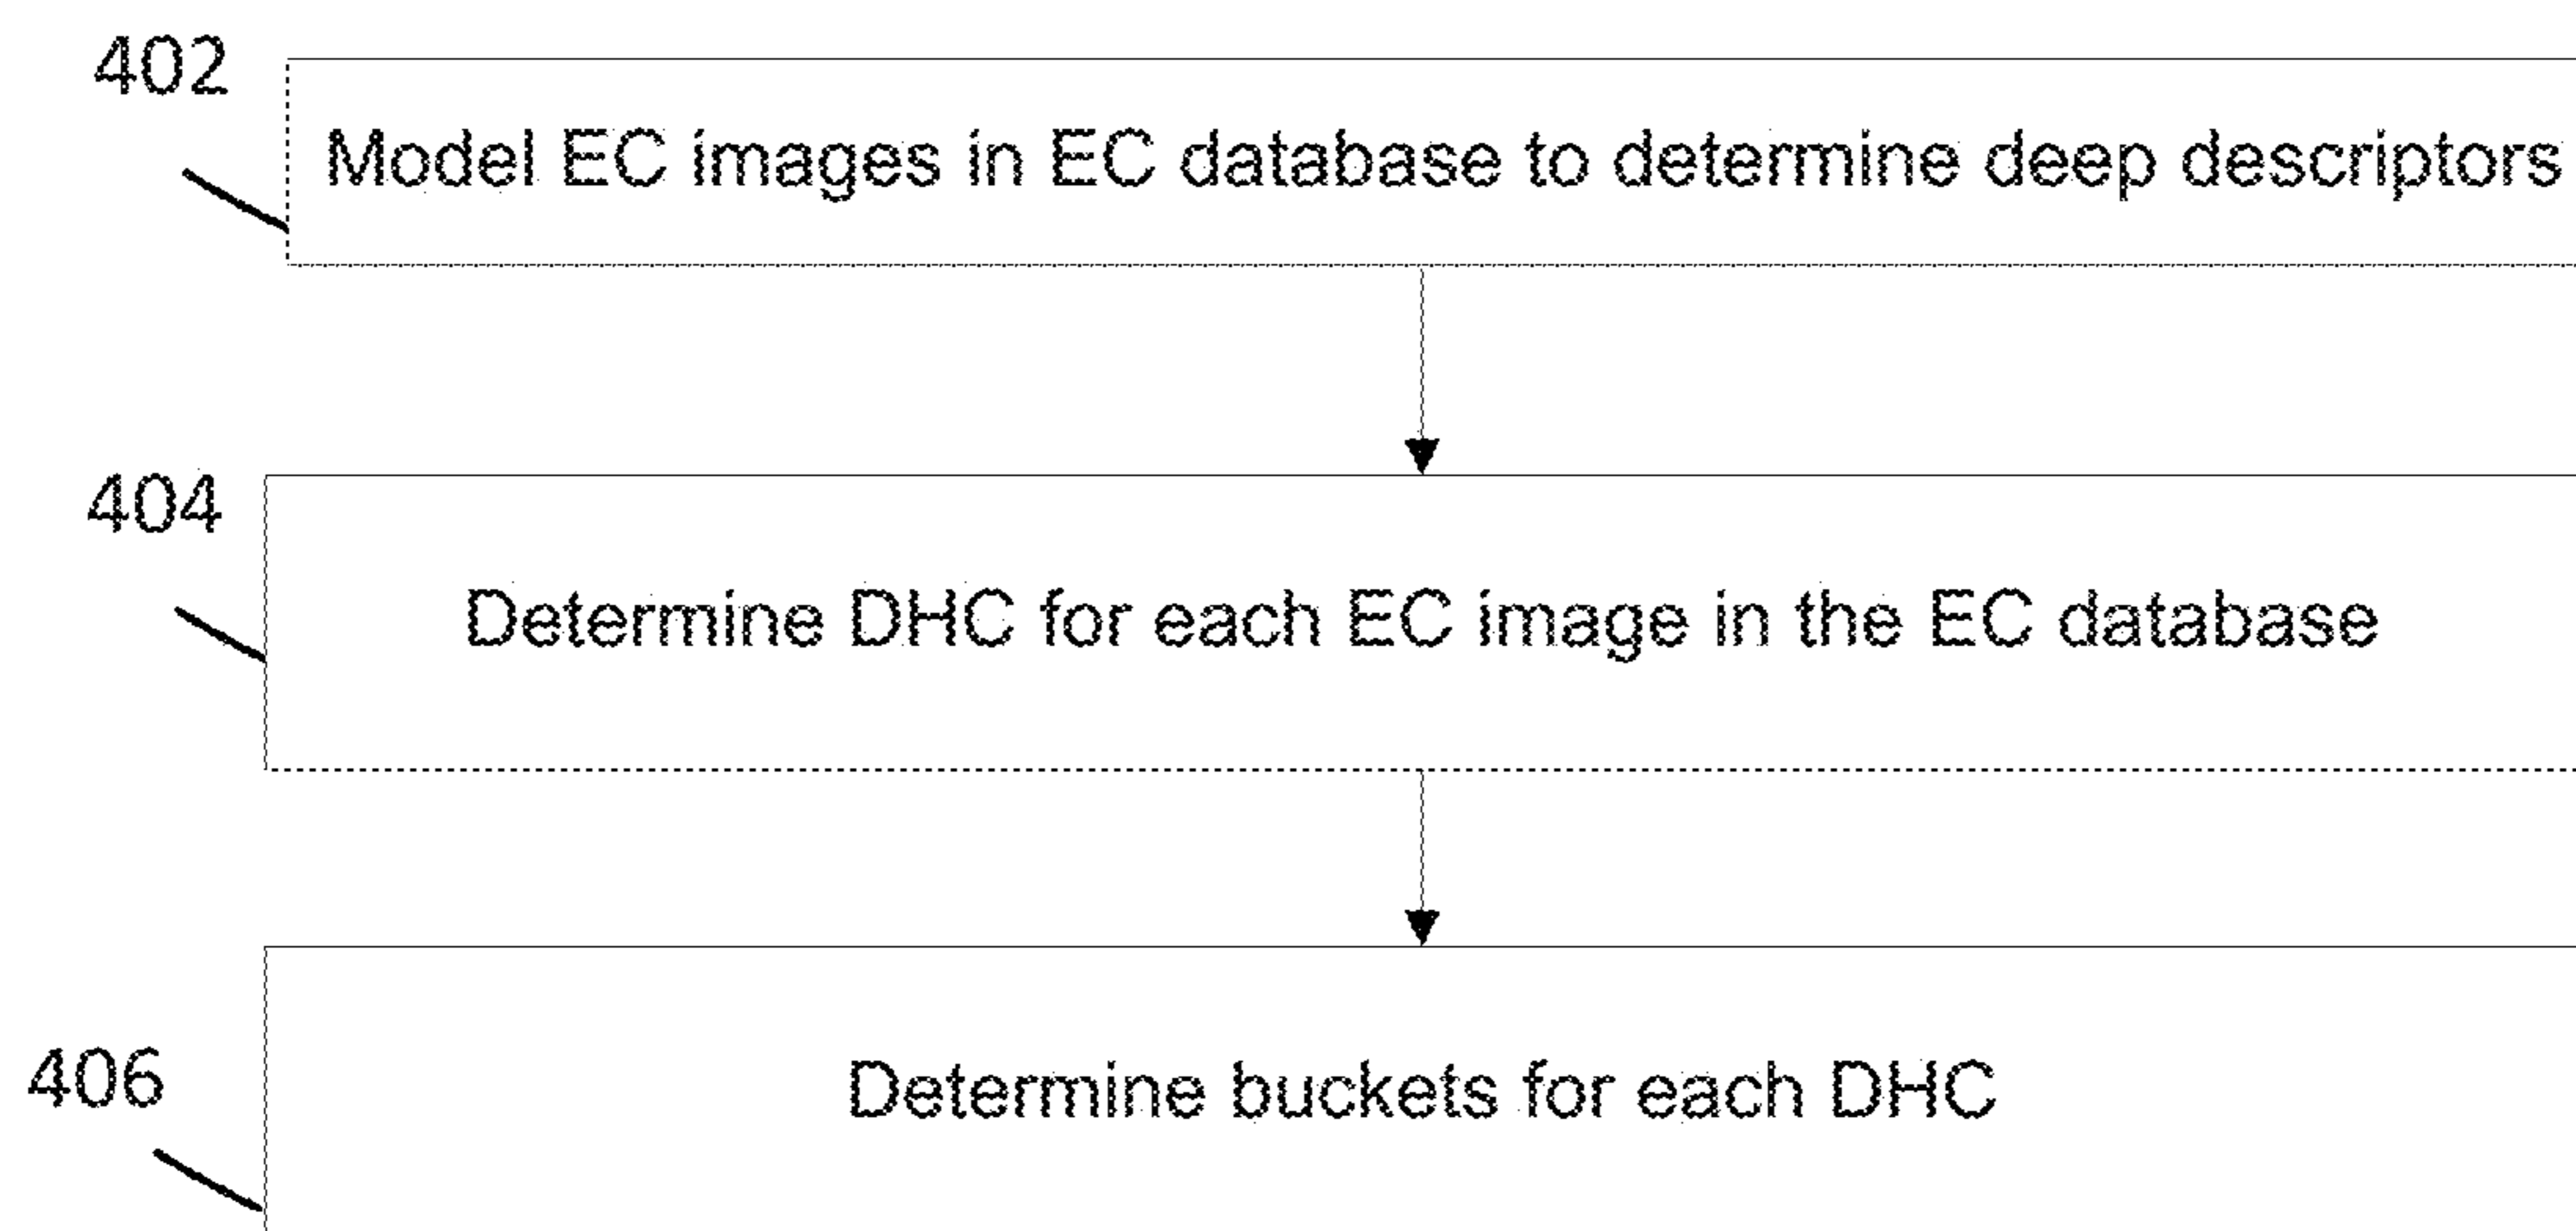 402
Model EC images in EC database to determine deep descriptors
404
Determine DHC for each EC image in the EC database
406
Determine buckets for each DHC